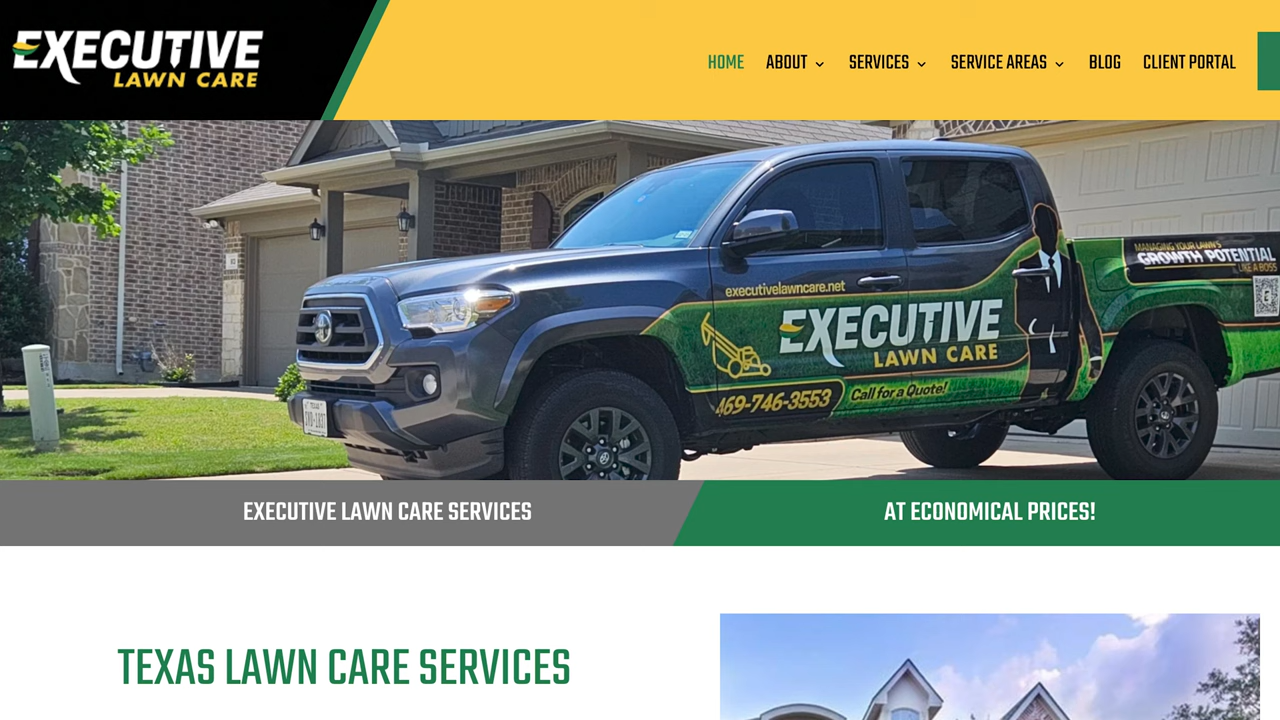 EXECUTIVE
LAWN CARE
HOME
ABOUT
SERVICES
SERVICE AREAS
BLOG
CLIENT PORTAL
MANAGING YOUR LAWN'S
GROWTH POTENTIAL
LIKE A BOSS
executivelawncare.net
EXECUTIVE
LAWN CARE
469-746-3553
Call for a Quote!
TEXAS
EXECUTIVE LAWN CARE SERVICES
AT ECONOMICAL PRICES!
TEXAS LAWN CARE SERVICES